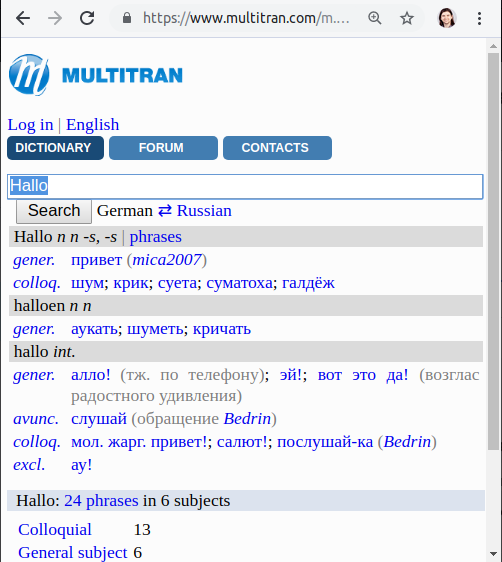 https://www.multitran.com/m....
MULTITRAN
Log in | English
DICTIONARY FORUM CONTACTS
Hallo
Search German ⇄ Russian
Hallo n n -s, -s | phrases
gener. привет (mica2007)
colloq. шум; крик; суета; суматоха; галдёж
halloen n n
gener. аукать; шуметь; кричать
hallo int.
gener. алло! (тж. по телефону); эй!; вот это да! (возглас
радостного удивления)
avunc. слушай (обращение Bedrin)
colloq. мол. жарг. привет!; салют!; послушай-ка (Bedrin)
excl. ау!
Hallo: 24 phrases in 6 subjects
Colloquial 13
General subject 6